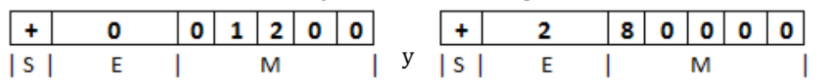 + 0 0 1 2 0 0 + 2 8 0 0 0 0
| S | E | M | y | S | E | M |